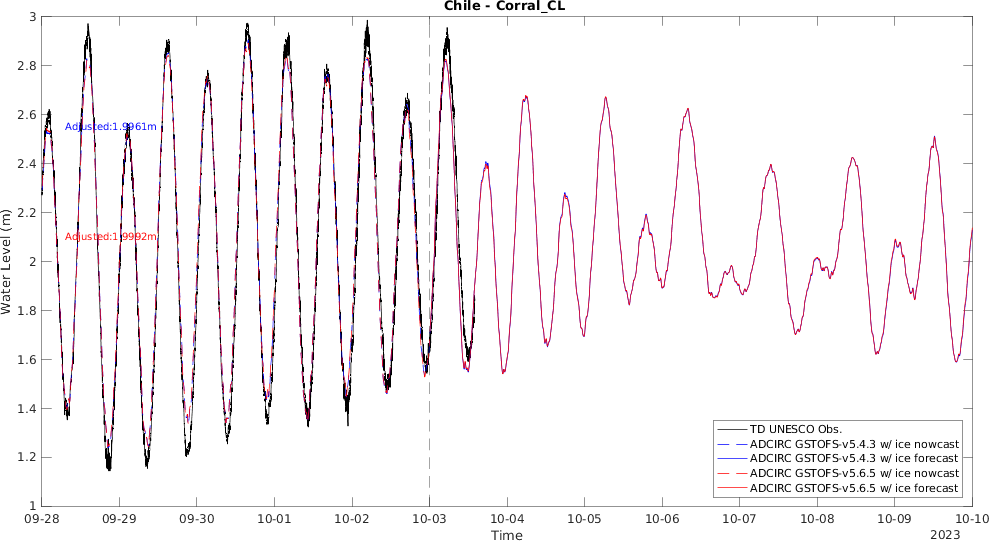 Chile - Corral_CL
3
2.8
2.6
2.4
2.2
2
1.8
1.6
1.4
1.2
1
Water Level (m)
Adjusted:1.9961m
Adjusted:1.9992m
TD UNESCO Obs.
ADCIRC GSTOFS-v5.4.3 w/ ice nowcast
ADCIRC GSTOFS-v5.4.3 w/ ice forecast
ADCIRC GSTOFS-v5.6.5 w/ ice nowcast
ADCIRC GSTOFS-v5.6.5 w/ ice forecast
09-28 09-29 09-30 10-01 10-02 10-03 10-04 10-05 10-06 10-07 10-08 10-09 10-10
Time
2023